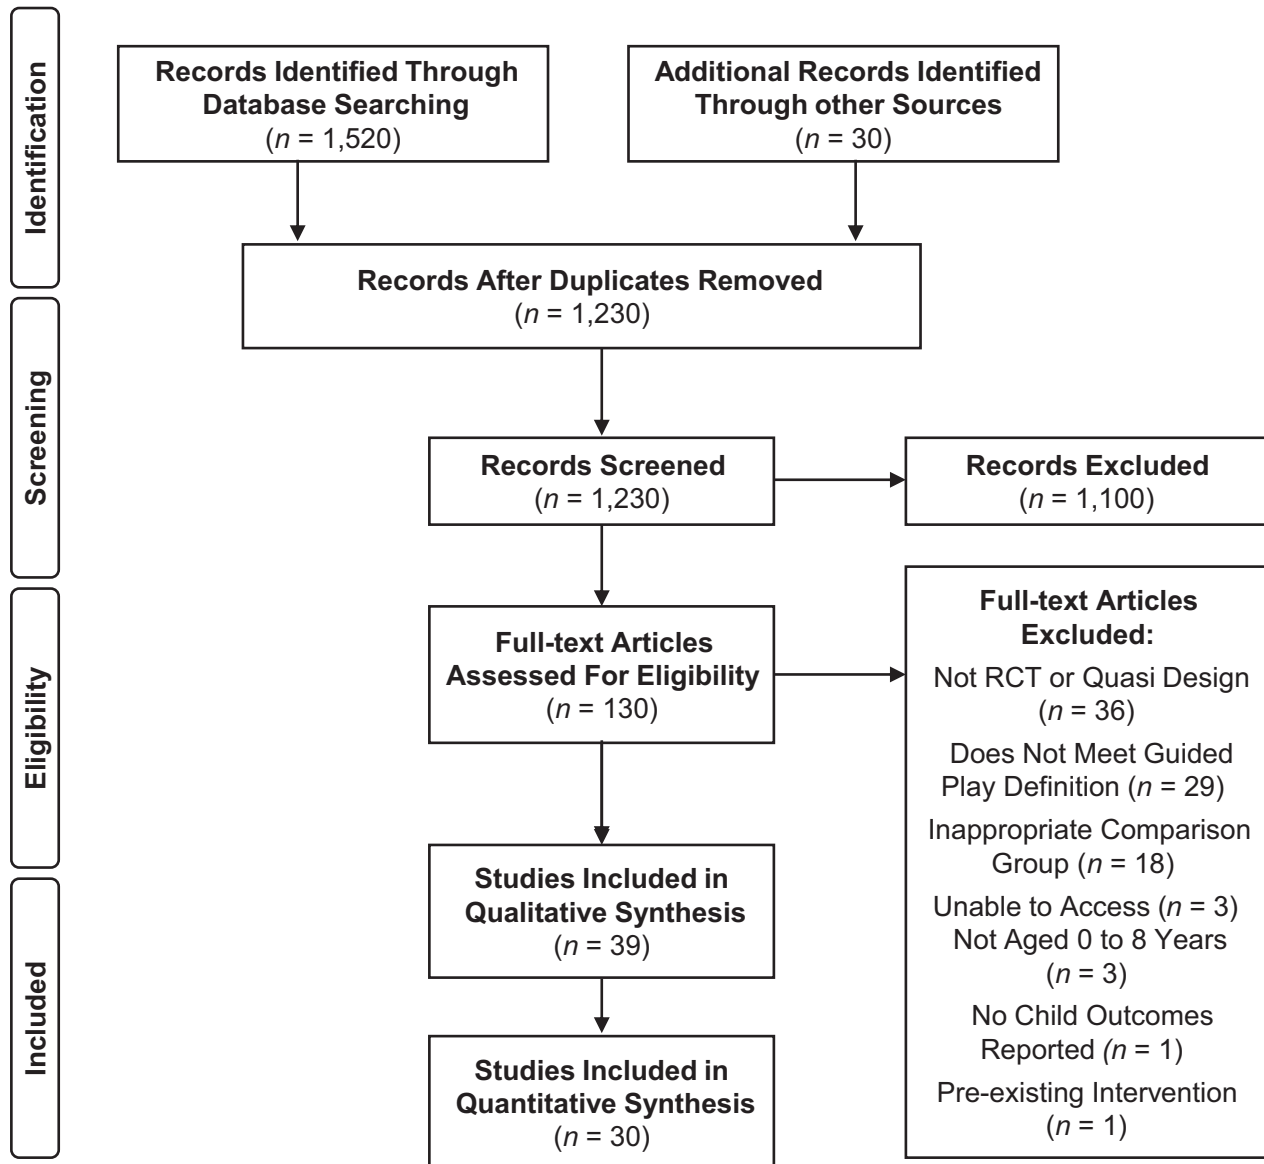 Identification
Records Identified Through
Database Searching
(n = 1,520)
Additional Records Identified
Through other Sources
(n = 30)
Records After Duplicates Removed
(n = 1,230)
Screening
Records Screened
(n = 1,230)
Records Excluded
(n = 1,100)
Eligibility
Full-text Articles
Assessed For Eligibility
(n = 130)
Full-text Articles
Excluded:
Not RCT or Quasi Design
(n = 36)
Does Not Meet Guided
Play Definition (n = 29)
Inappropriate Comparison
Group (n = 18)
Unable to Access (n = 3)
Not Aged 0 to 8 Years
(n = 3)
No Child Outcomes
Reported (n = 1)
Pre-existing Intervention
(n = 1)
Included
Studies Included in
Qualitative Synthesis
(n = 39)
Studies Included in
Quantitative Synthesis
(n = 30)